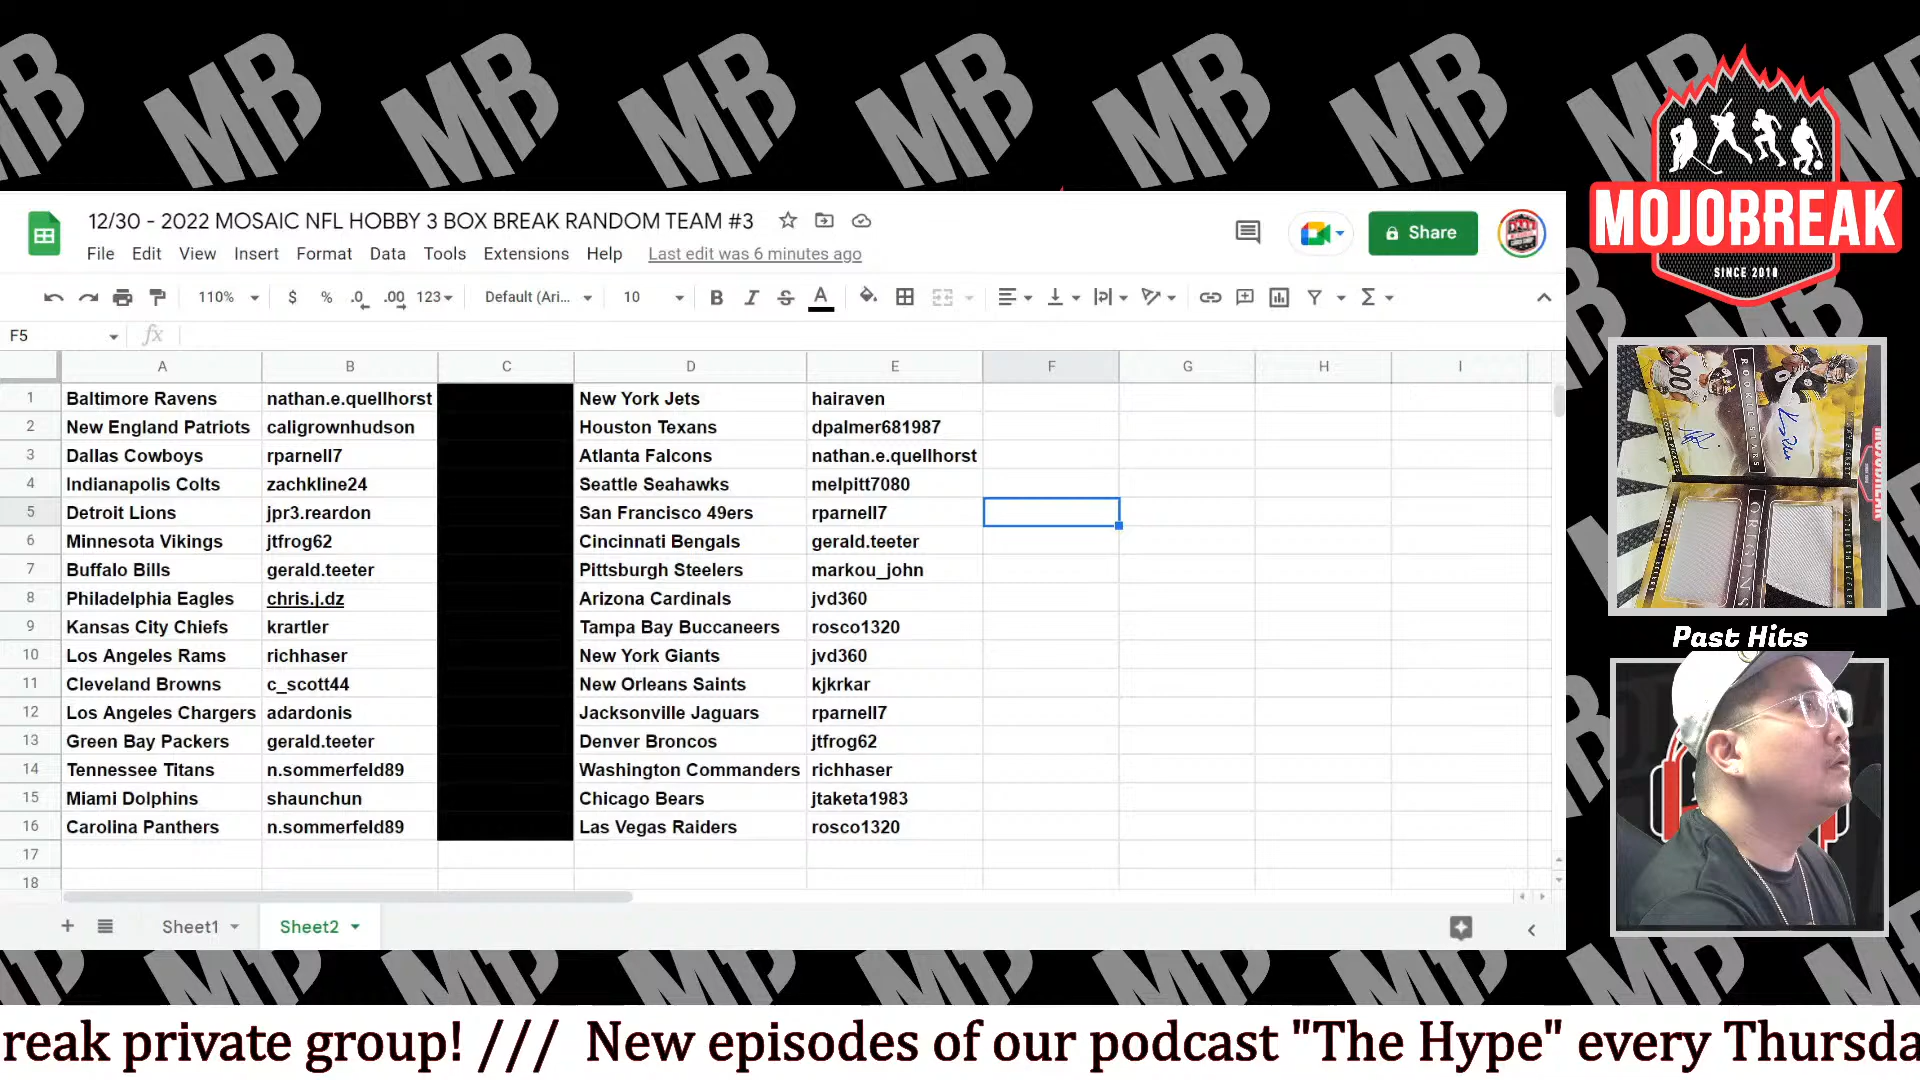 MOJOBREAK
SINCE 2010
12/30 - 2022 MOSAIC NFL HOBBY 3 BOX BREAK RANDOM TEAM #3
Share
File Edit View Insert Format Data Tools Extensions Help Last edit was 6 minutes ago
110% $ % .0 .00 123 Default (Ari... 10 B I S A
F5 fx
A B C D E F G H I
1 Baltimore Ravens nathan.e.quellhorst New York Jets hairaven
2 New England Patriots caligrownhudson Houston Texans dpalmer681987
3 Dallas Cowboys rparnell7 Atlanta Falcons nathan.e.quellhorst
4 Indianapolis Colts zachkline24 Seattle Seahawks melpitt7080
5 Detroit Lions jpr3.reardon San Francisco 49ers rparnell7
6 Minnesota Vikings jtfrog62 Cincinnati Bengals gerald.teeter
7 Buffalo Bills gerald.teeter Pittsburgh Steelers markou_john
8 Philadelphia Eagles chris.j.dz Arizona Cardinals jvd360
9 Kansas City Chiefs krartler Tampa Bay Buccaneers rosco1320
10 Los Angeles Rams richhaser New York Giants jvd360
11 Cleveland Browns c_scott44 New Orleans Saints kjkrkar
12 Los Angeles Chargers adardonis Jacksonville Jaguars rparnell7
13 Green Bay Packers gerald.teeter Denver Broncos jtfrog62
14 Tennessee Titans n.sommerfeld89 Washington Commanders richhaser
15 Miami Dolphins shaunchun Chicago Bears jtaketa1983
16 Carolina Panthers n.sommerfeld89 Las Vegas Raiders rosco1320
17
18
Sheet1 Sheet2
ROOKIE STARS
ORIGINS
Past Hits
reak private group! /// New episodes of our podcast "The Hype" every Thursda